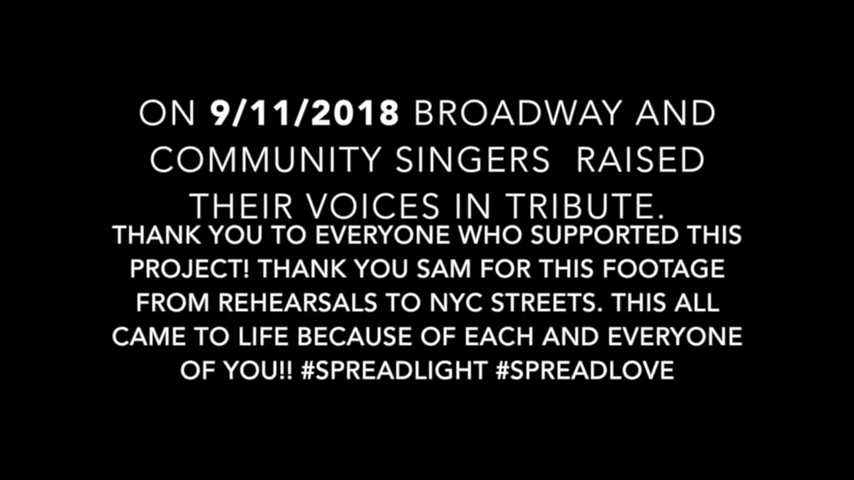 ON 9/11/2018 BROADWAY AND
COMMUNITY SINGERS RAISED
THEIR VOICES IN TRIBUTE.
THANK YOU TO EVERYONE WHO SUPPORTED THIS
PROJECT! THANK YOU SAM FOR THIS FOOTAGE
FROM REHEARSALS TO NYC STREETS. THIS ALL
CAME TO LIFE BECAUSE OF EACH AND EVERYONE
OF YOU!! #SPREADLIGHT #SPREADLOVE